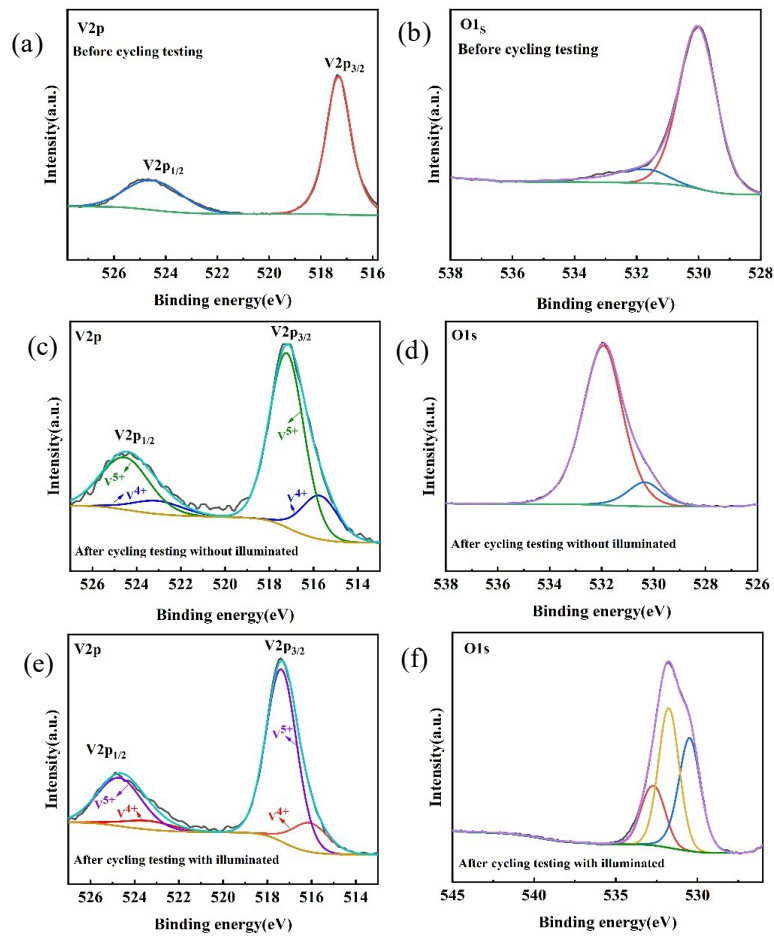 (a)
V2p
Before cycling testing
V2p3/2
V2p1/2
Intensity(a.u.)
526 524 522 520 518 516
Binding energy(eV)
(b)
O1S
Before cycling testing
Intensity(a.u.)
538 536 534 532 530 528
Binding energy(eV)
(c)
V2p
V2p3/2
V2p1/2
V5+
V4+
V5+
V4+
After cycling testing without illuminated
Intensity(a.u.)
526 524 522 520 518 516 514
Binding energy(eV)
(d)
O1s
After cycling testing without illuminated
Intensity(a.u.)
538 536 534 532 530 528 526
Binding energy(eV)
(e)
V2p
V2p3/2
V2p1/2
V5+
V4+
V5+
V4+
After cycling testing with illuminated
Intensity(a.u.)
526 524 522 520 518 516 514
Binding energy(eV)
(f)
O1s
After cycling testing with illuminated
Intensity(a.u.)
545 540 535 530
Binding energy(eV)